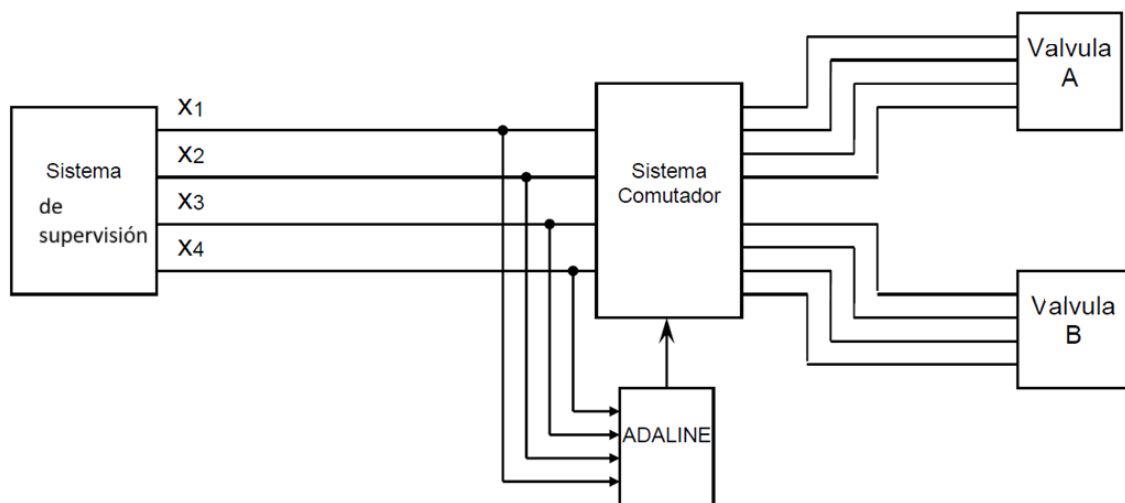 Sistema
de
supervisión
X1
X2
X3
X4
Sistema
Comutador
ADALINE
Valvula
A
Valvula
B